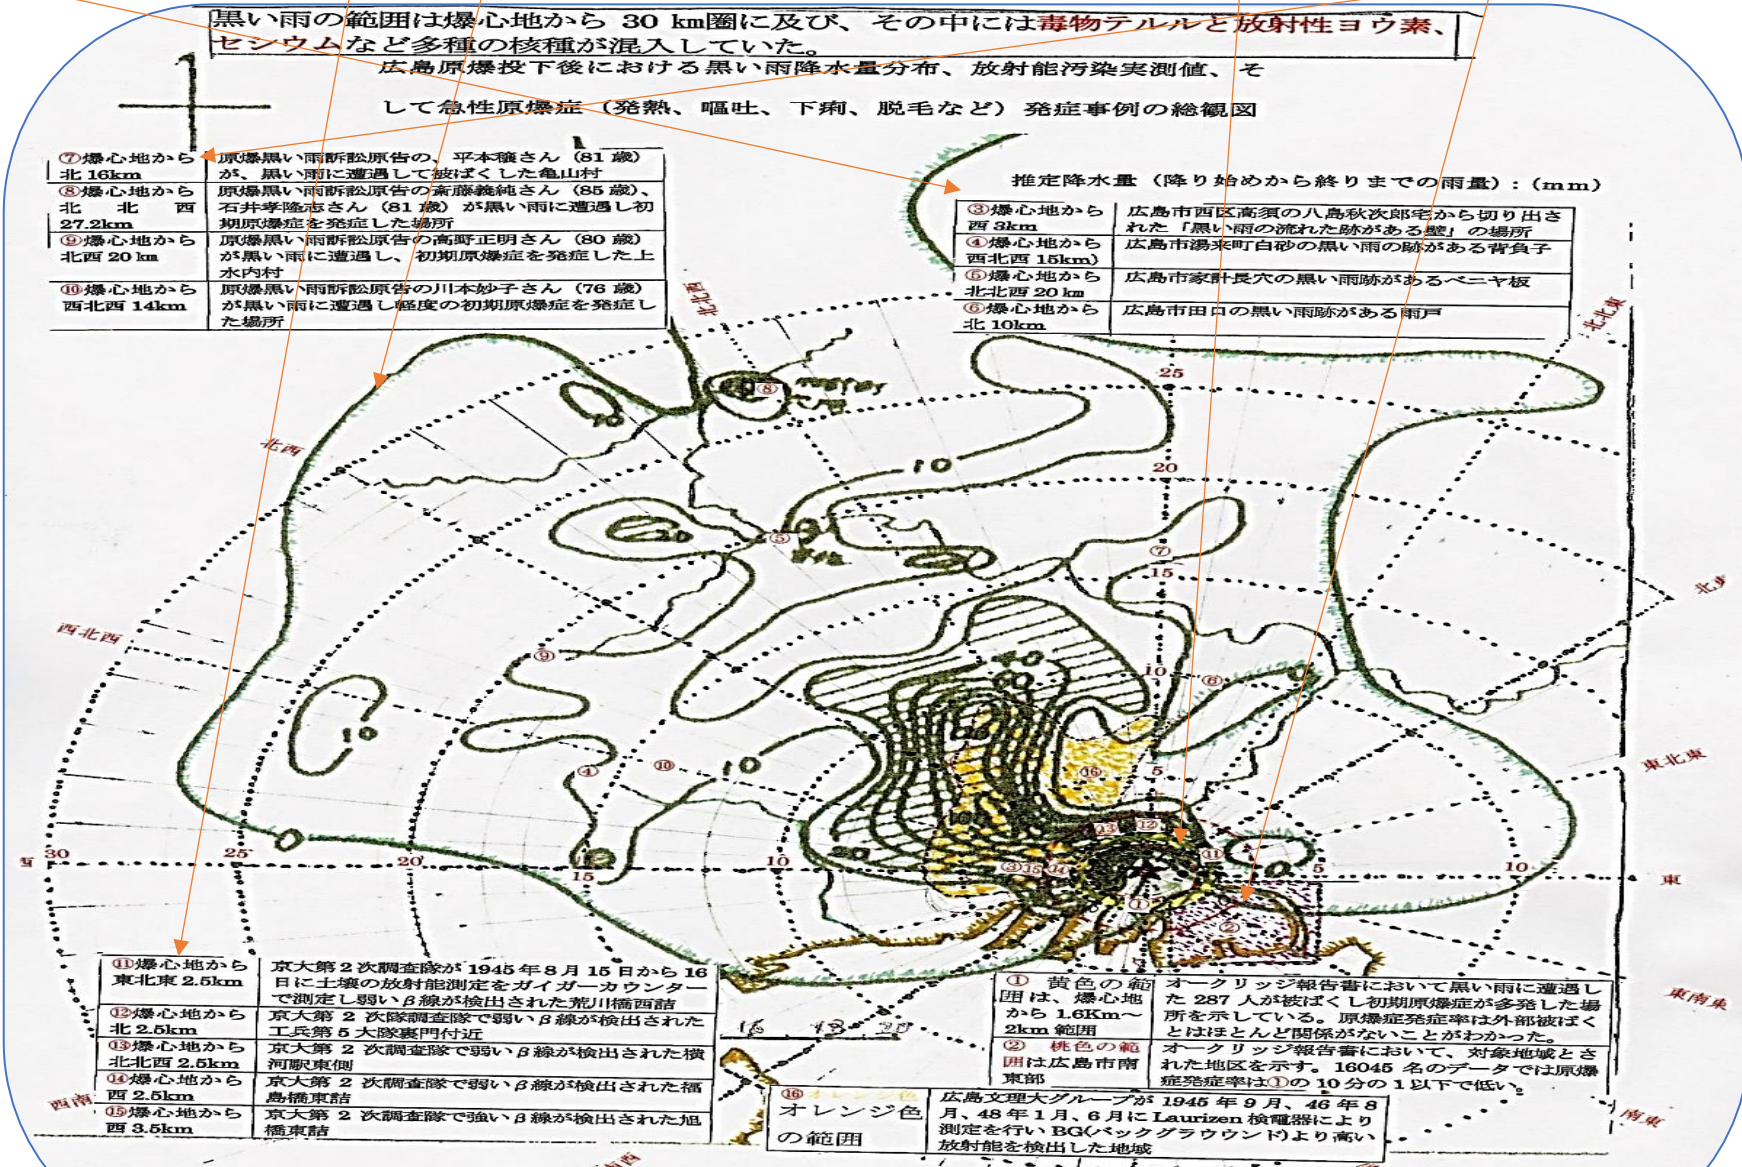 黒い雨の範囲は爆心地から 30 km圏に及び、その中には毒物テルルと放射性ヨウ素、
セシウムなど多種の核種が混入していた。
広島原爆投下後における黒い雨降水量分布、放射能汚染実測値、そ
して急性原爆症（発熱、嘔吐、下痢、脱毛など）発症事例の総観図
⑦爆心地から
北 16km
原爆黒い雨訴訟原告の、平本穣さん（81 歳）
が、黒い雨に遭遇して被ばくした亀山村
⑧爆心地から
北 北 西
27.2km
原爆黒い雨訴訟原告の斎藤義純さん（85 歳）、
石井孝隆志さん（81 歳）が黒い雨に遭遇し初
期原爆症を発症した場所
⑨爆心地から
北西 20 km
原爆黒い雨訴訟原告の高野正明さん（80 歳）
が黒い雨に遭遇し、初期原爆症を発症した上
水内村
⑩爆心地から
西北西 14km
原爆黒い雨訴訟原告の川本妙子さん（76 歳）
が黒い雨に遭遇し軽度の初期原爆症を発症し
た場所
推定降水量（降り始めから終りまでの雨量）: (mm)
③爆心地から
西 3km
広島市西区高須の八島秋次郎宅から切り出さ
れた「黒い雨の流れた跡がある壁」の場所
④爆心地から
西北西 15km)
広島市湯来町白砂の黒い雨の跡がある背負子
⑤爆心地から
北北西 20 km
広島市家計長穴の黒い雨跡があるベニヤ板
⑥爆心地から
北 10km
広島市田口の黒い雨跡がある雨戸
北北西
北北東
25
⑧
10
北西
10
20
20
⑤
⑦
15
北
西北西
⑨
40
10
⑥
10
④
⑩
10
⑯
5
東北東
⑬
⑫
0
20
⑪
西
30
25
20
15
10
③
⑮
⑭
5
10
東
①
②
⑪爆心地から
東北東 2.5km
京大第２次調査隊が 1945 年 8 月 15 日から 16
日に土壌の放射能測定をガイガーカウンター
で測定し弱いβ線が検出された荒川橋西詰
⑫爆心地から
北 2.5km
京大第 2 次隊調査隊で弱いβ線が検出された
工兵第 5 大隊裏門付近
⑬爆心地から
北北西 2.5km
京大第 2 次調査隊で弱いβ線が検出された横
河駅東側
⑭爆心地から
西 2.5km
京大第 2 次調査隊で弱いβ線が検出された福
島橋東詰
⑮爆心地から
西 3.5km
京大第 2 次調査隊で強いβ線が検出された旭
橋東詰
① 黄色の範
囲は、爆心地
から 1.6Km～
2km 範囲
オークリッジ報告書において黒い雨に遭遇し
た 287 人が被ばくし初期原爆症が多発した場
所を示している。原爆症発症率は外部被ばく
とはほとんど関係がないことがわかった。
② 桃色の範
囲は広島市南
東部
オークリッジ報告書において、対象地域とさ
れた地区を示す。16045 名のデータでは原爆
症発症率は①の 10 分の 1 以下で低い。
東南東
⑯ オレンジ色
オレンジ色
の範囲
広島文理大グループが 1945 年 9 月、46 年 8
月、48 年 1 月、6 月に Laurizen 検電器により
測定を行い BG(バックグラウウンド)より高い
放射能を検出した地域
西南
南東
南西